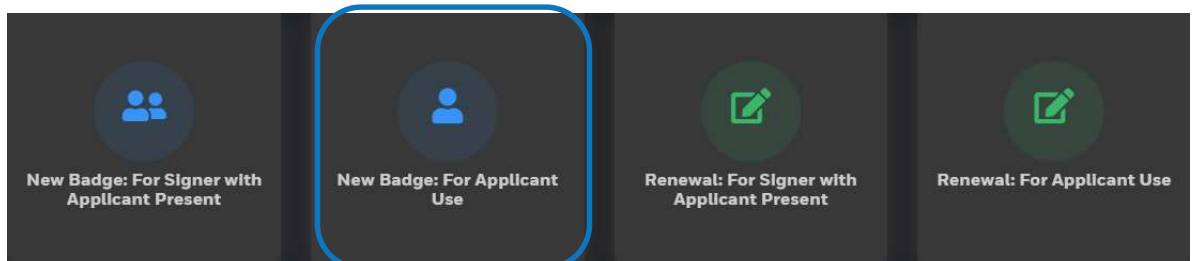 New Badge: For Signer with
Applicant Present
New Badge: For Applicant
Use
Renewal: For Signer with
Applicant Present
Renewal: For Applicant Use